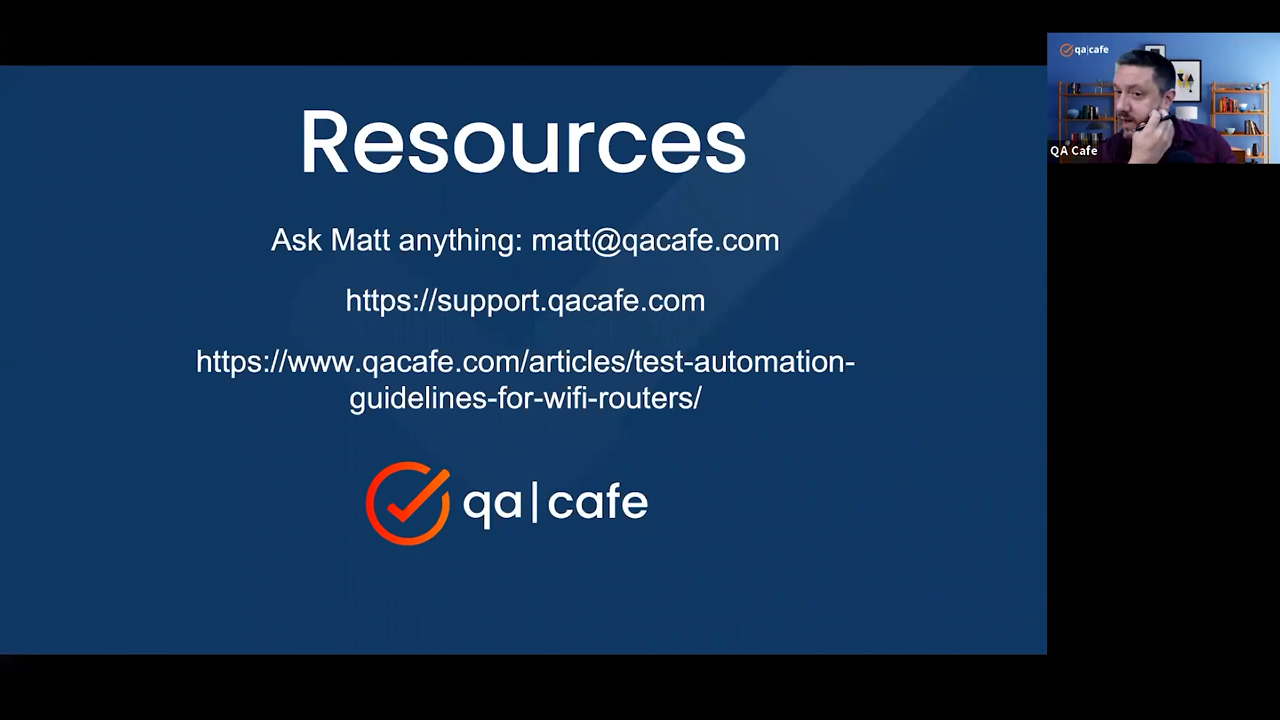 Resources
Ask Matt anything: matt@qacafe.com
https://support.qacafe.com
https://www.qacafe.com/articles/test-automation-
guidelines-for-wifi-routers/
qa|cafe
qa|cafe
QA Cafe